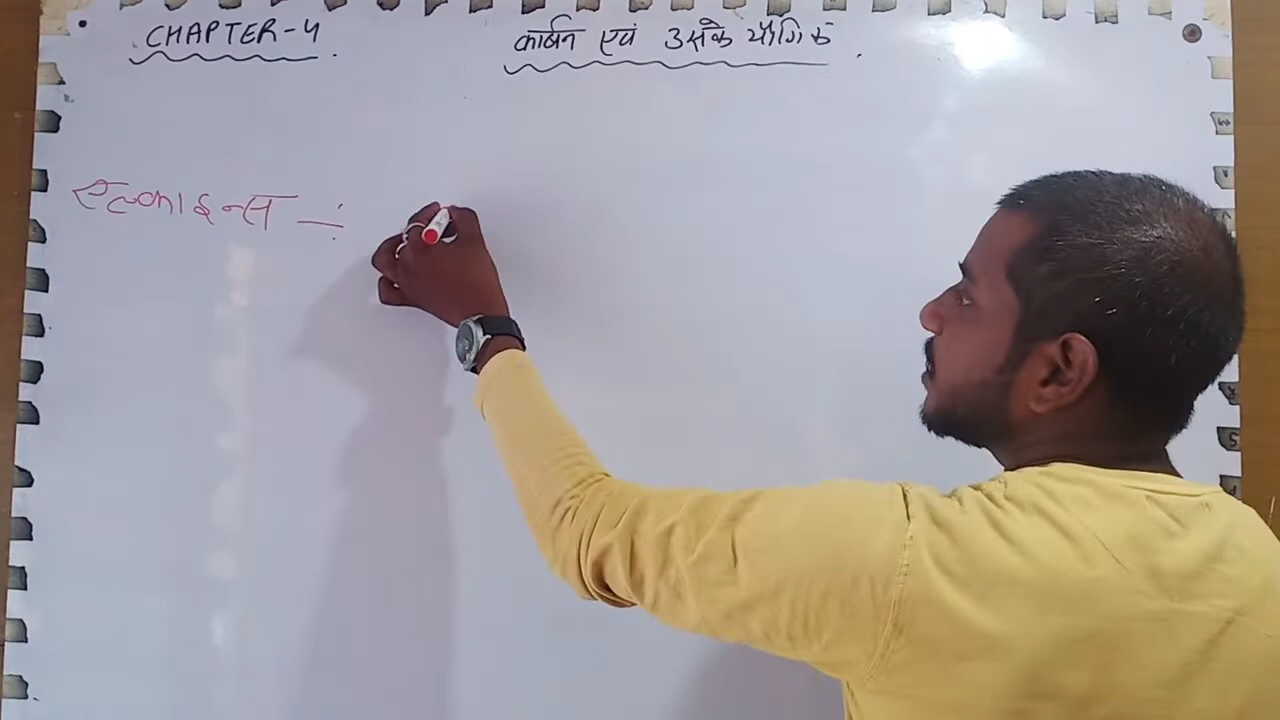 CHAPTER-4.
कार्बन एवं उसके यौगिक.
एल्काइन्स -: